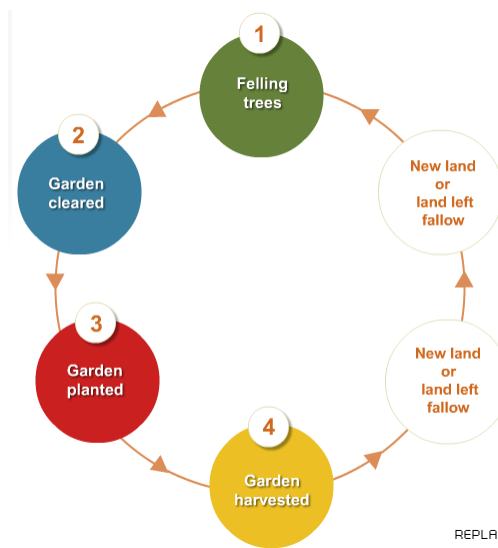 1
Felling
trees
2
Garden
cleared
3
Garden
planted
4
Garden
harvested
New land
or
land left
fallow
New land
or
land left
fallow
REPLA